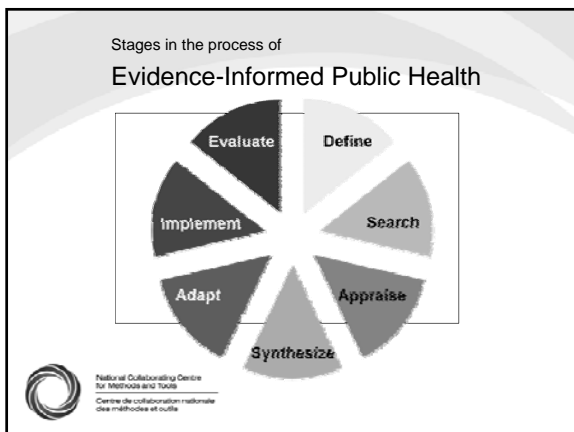 Stages in the process of
Evidence-Informed Public Health
Define
Search
Appraise
Synthesize
Adapt
Implement
Evaluate
National Collaborating Centre
for Methods and Tools
Centre de collaboration nationale
des méthodes et outils